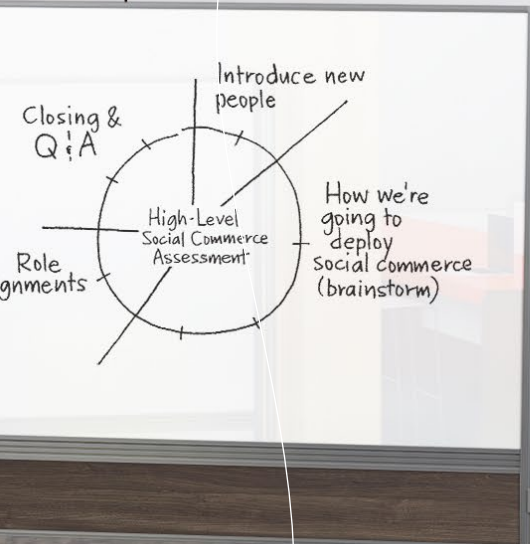 Introduce new
people
Closing &
Q & A
High-Level
Social Commerce
Assessment
How we're
going to
deploy
social commerce
(brainstorm)
Role
gnments